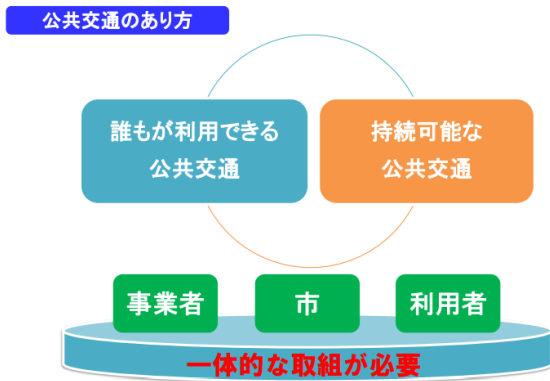 公共交通のあり方
誰もが利用できる
公共交通
持続可能な
公共交通
事業者
市
利用者
一体的な取組が必要